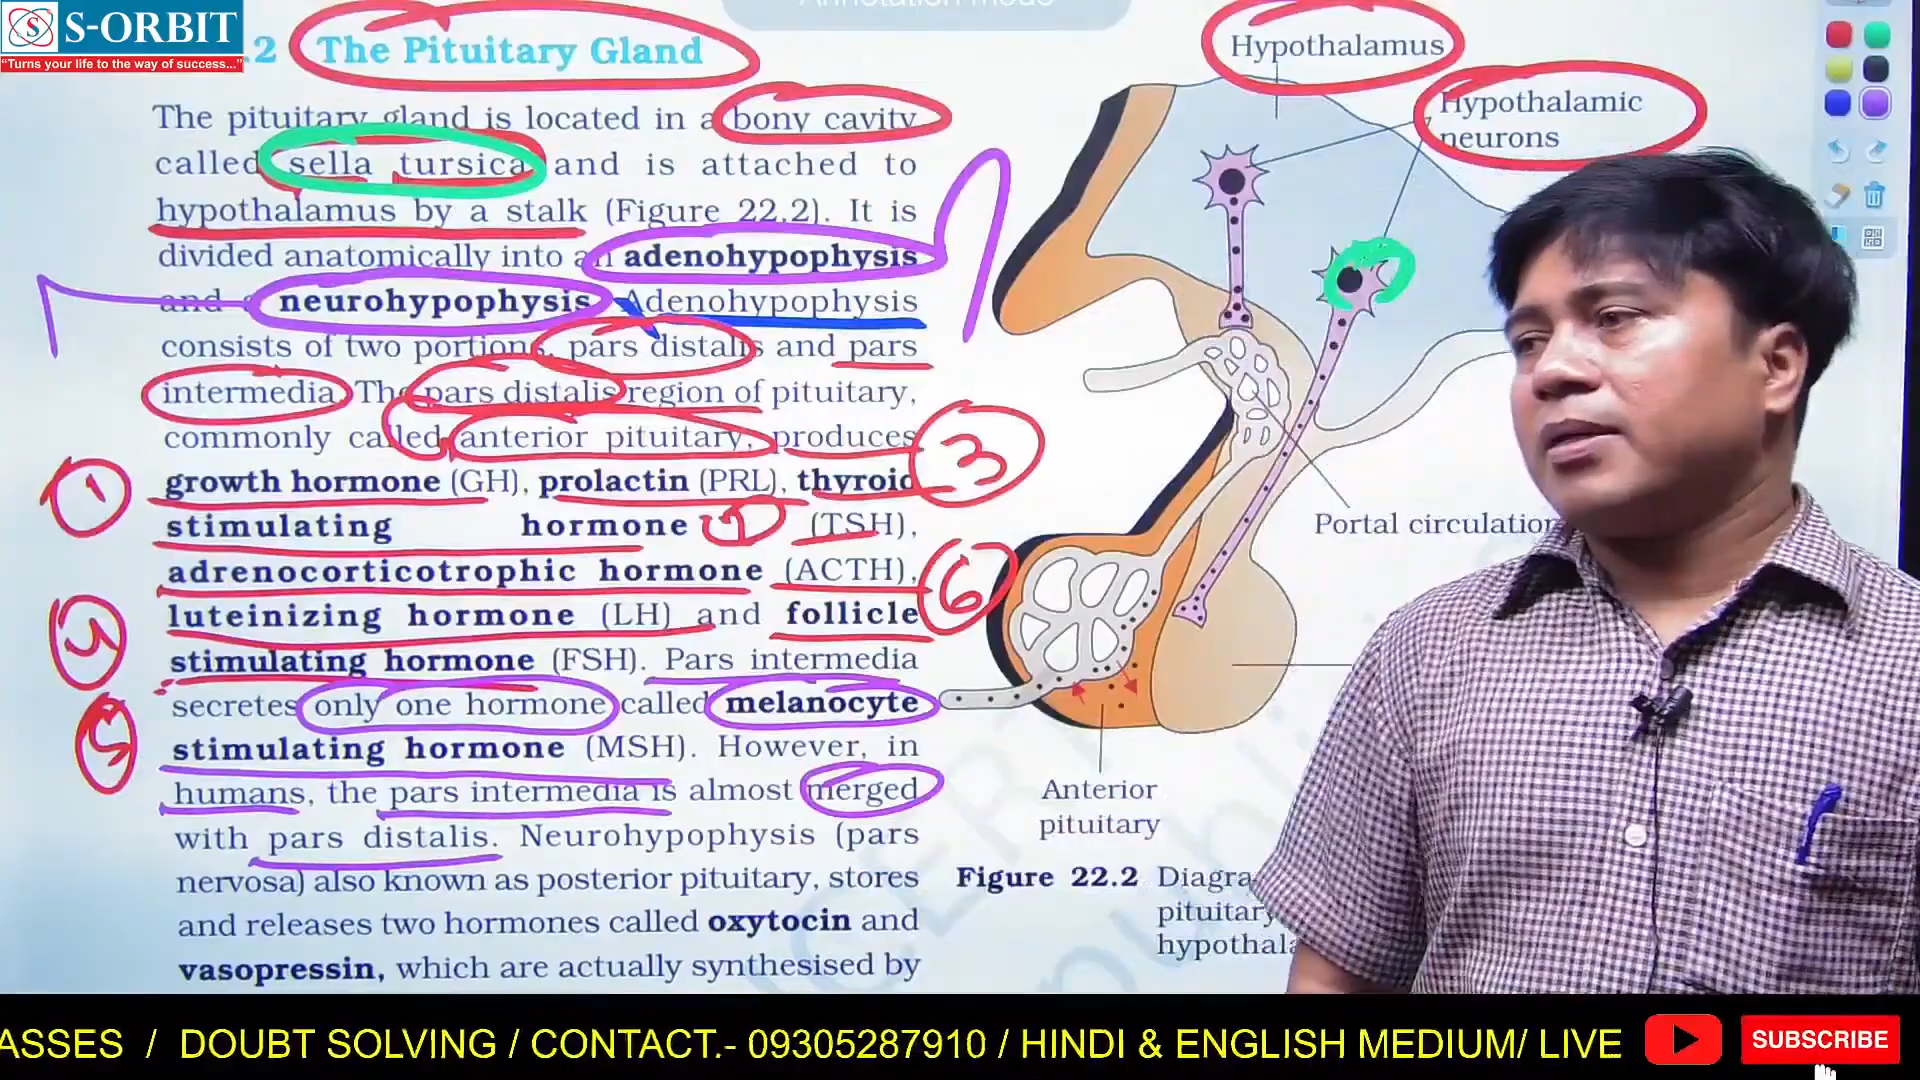 Annotation mode
S
S-ORBIT
"Turns your life to the way of success..."
.2 The Pituitary Gland
The pituitary gland is located in a bony cavity
called sella tursica and is attached to
hypothalamus by a stalk (Figure 22.2). It is
divided anatomically into an adenohypophysis
and a neurohypophysis. Adenohypophysis
consists of two portions, pars distalis and pars
intermedia. The pars distalis region of pituitary,
commonly called anterior pituitary, produces
growth hormone (GH), prolactin (PRL), thyroid
stimulating hormone (TSH),
adrenocorticotrophic hormone (ACTH),
luteinizing hormone (LH) and follicle
stimulating hormone (FSH). Pars intermedia
secretes only one hormone called melanocyte
stimulating hormone (MSH). However, in
humans, the pars intermedia is almost merged
with pars distalis. Neurohypophysis (pars
nervosa) also known as posterior pituitary, stores
and releases two hormones called oxytocin and
vasopressin, which are actually synthesised by
1
3
6
5
Hypothalamus
Hypothalamic
neurons
Portal circulation
Anterior
pituitary
Figure 22.2 Diagra
pituitary
hypothala
ASSES / DOUBT SOLVING / CONTACT.- 09305287910 / HINDI & ENGLISH MEDIUM/ LIVE
SUBSCRIBE